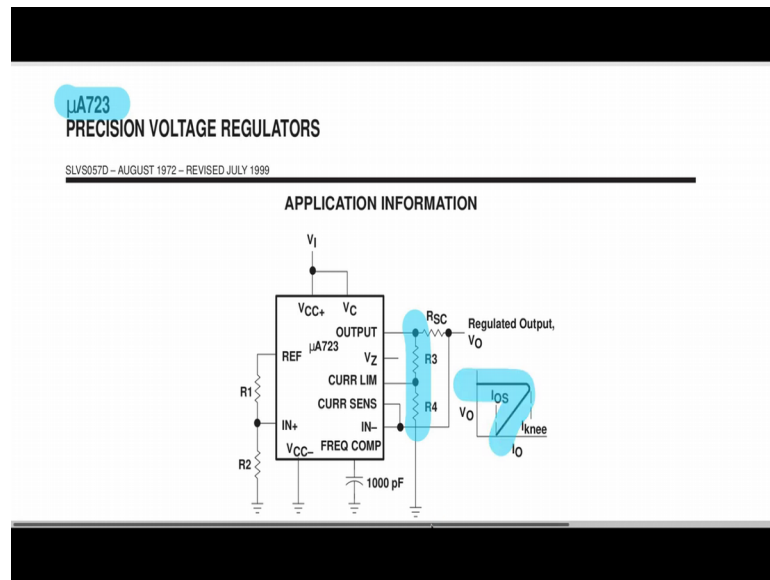 µA723
PRECISION VOLTAGE REGULATORS
SLVS057D – AUGUST 1972 – REVISED JULY 1999
APPLICATION INFORMATION
VI
VCC+
VC
OUTPUT
µA723
REF
VZ
CURR LIM
CURR SENS
IN+
IN–
VCC–
FREQ COMP
R1
R2
1000 pF
RSC
R3
R4
Regulated Output,
VO
IOS
VO
Iknee
IO